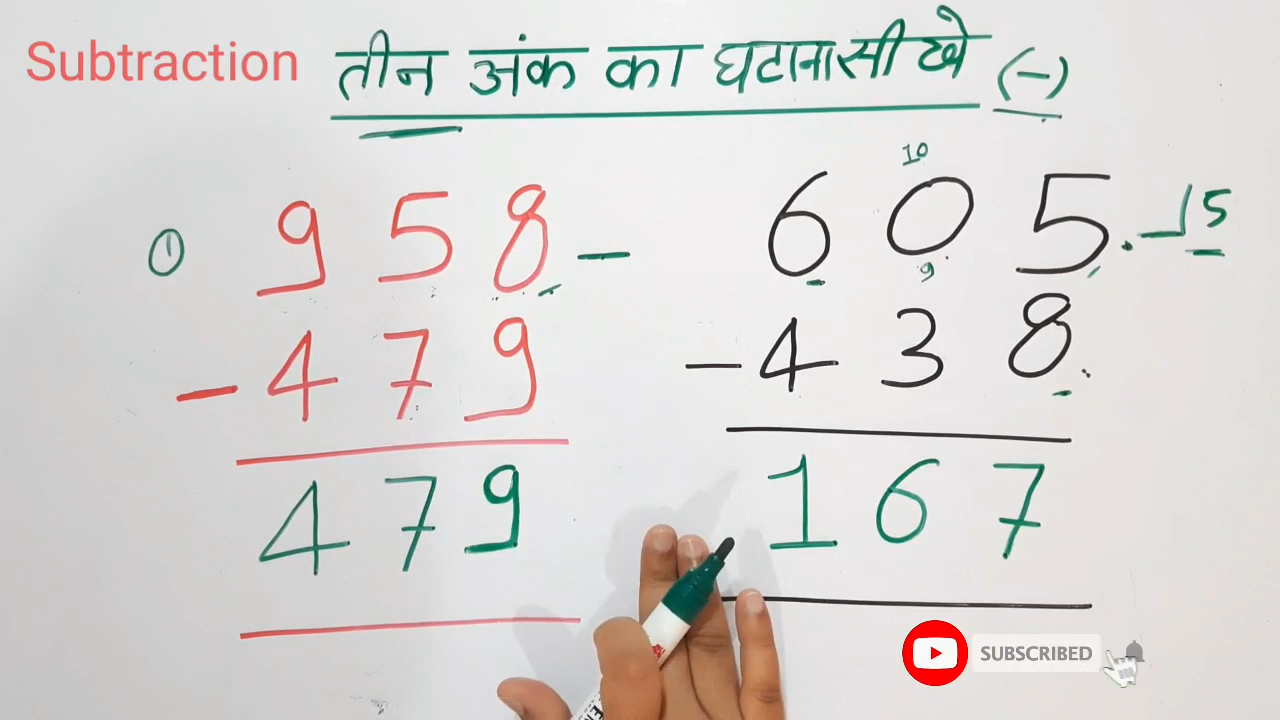 Subtraction
तीन अंक का घटाना सीखे (-)
10
① 958 -
605 15
9
- 479
- 438
479
167
SUBSCRIBED